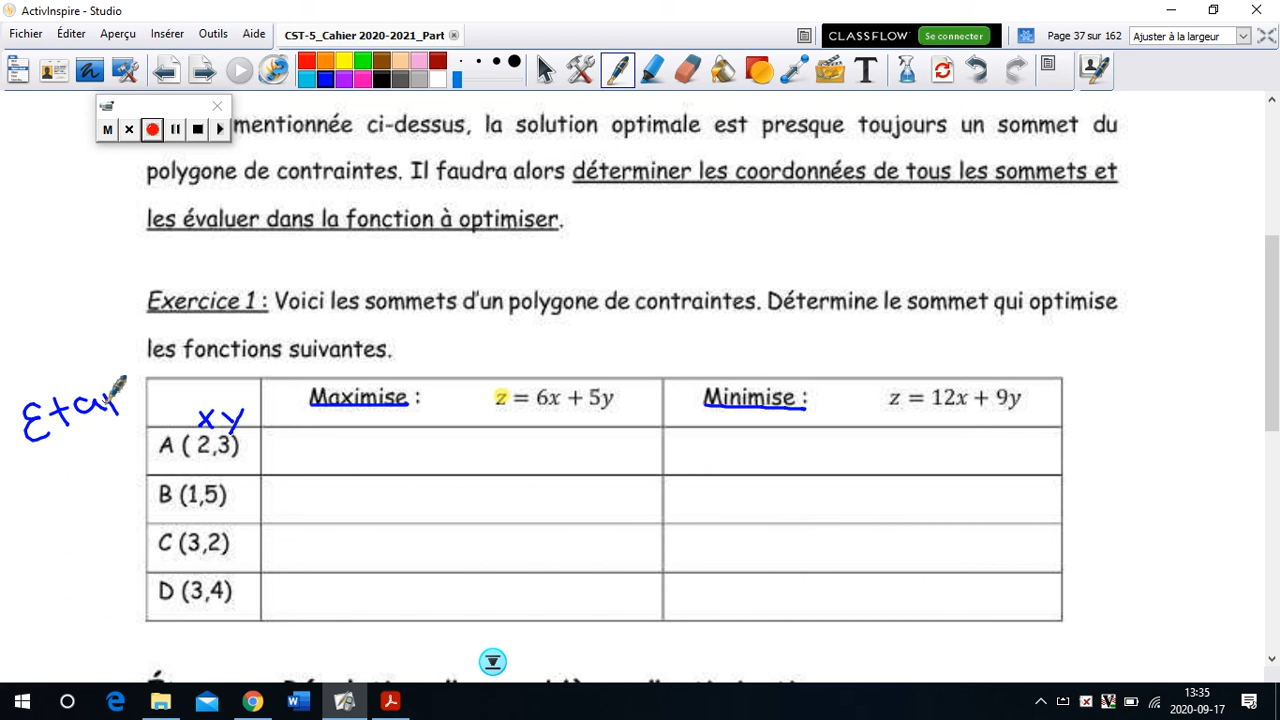 ActivInspire - Studio
Fichier Éditer Aperçu Insérer Outils Aide
CST-5_Cahier 2020-2021_Part
CLASSFLOW Se connecter
Page 37 sur 162 Ajuster à la largeur
M
mentionnée ci-dessus, la solution optimale est presque toujours un sommet du
polygone de contraintes. Il faudra alors déterminer les coordonnées de tous les sommets et
les évaluer dans la fonction à optimiser.
Exercice 1 : Voici les sommets d'un polygone de contraintes. Détermine le sommet qui optimise
les fonctions suivantes.
Maximise : z = 6x + 5y
Minimise : z = 12x + 9y
x y
A ( 2,3)
B (1,5)
C (3,2)
D (3,4)
13:35
2020-09-17